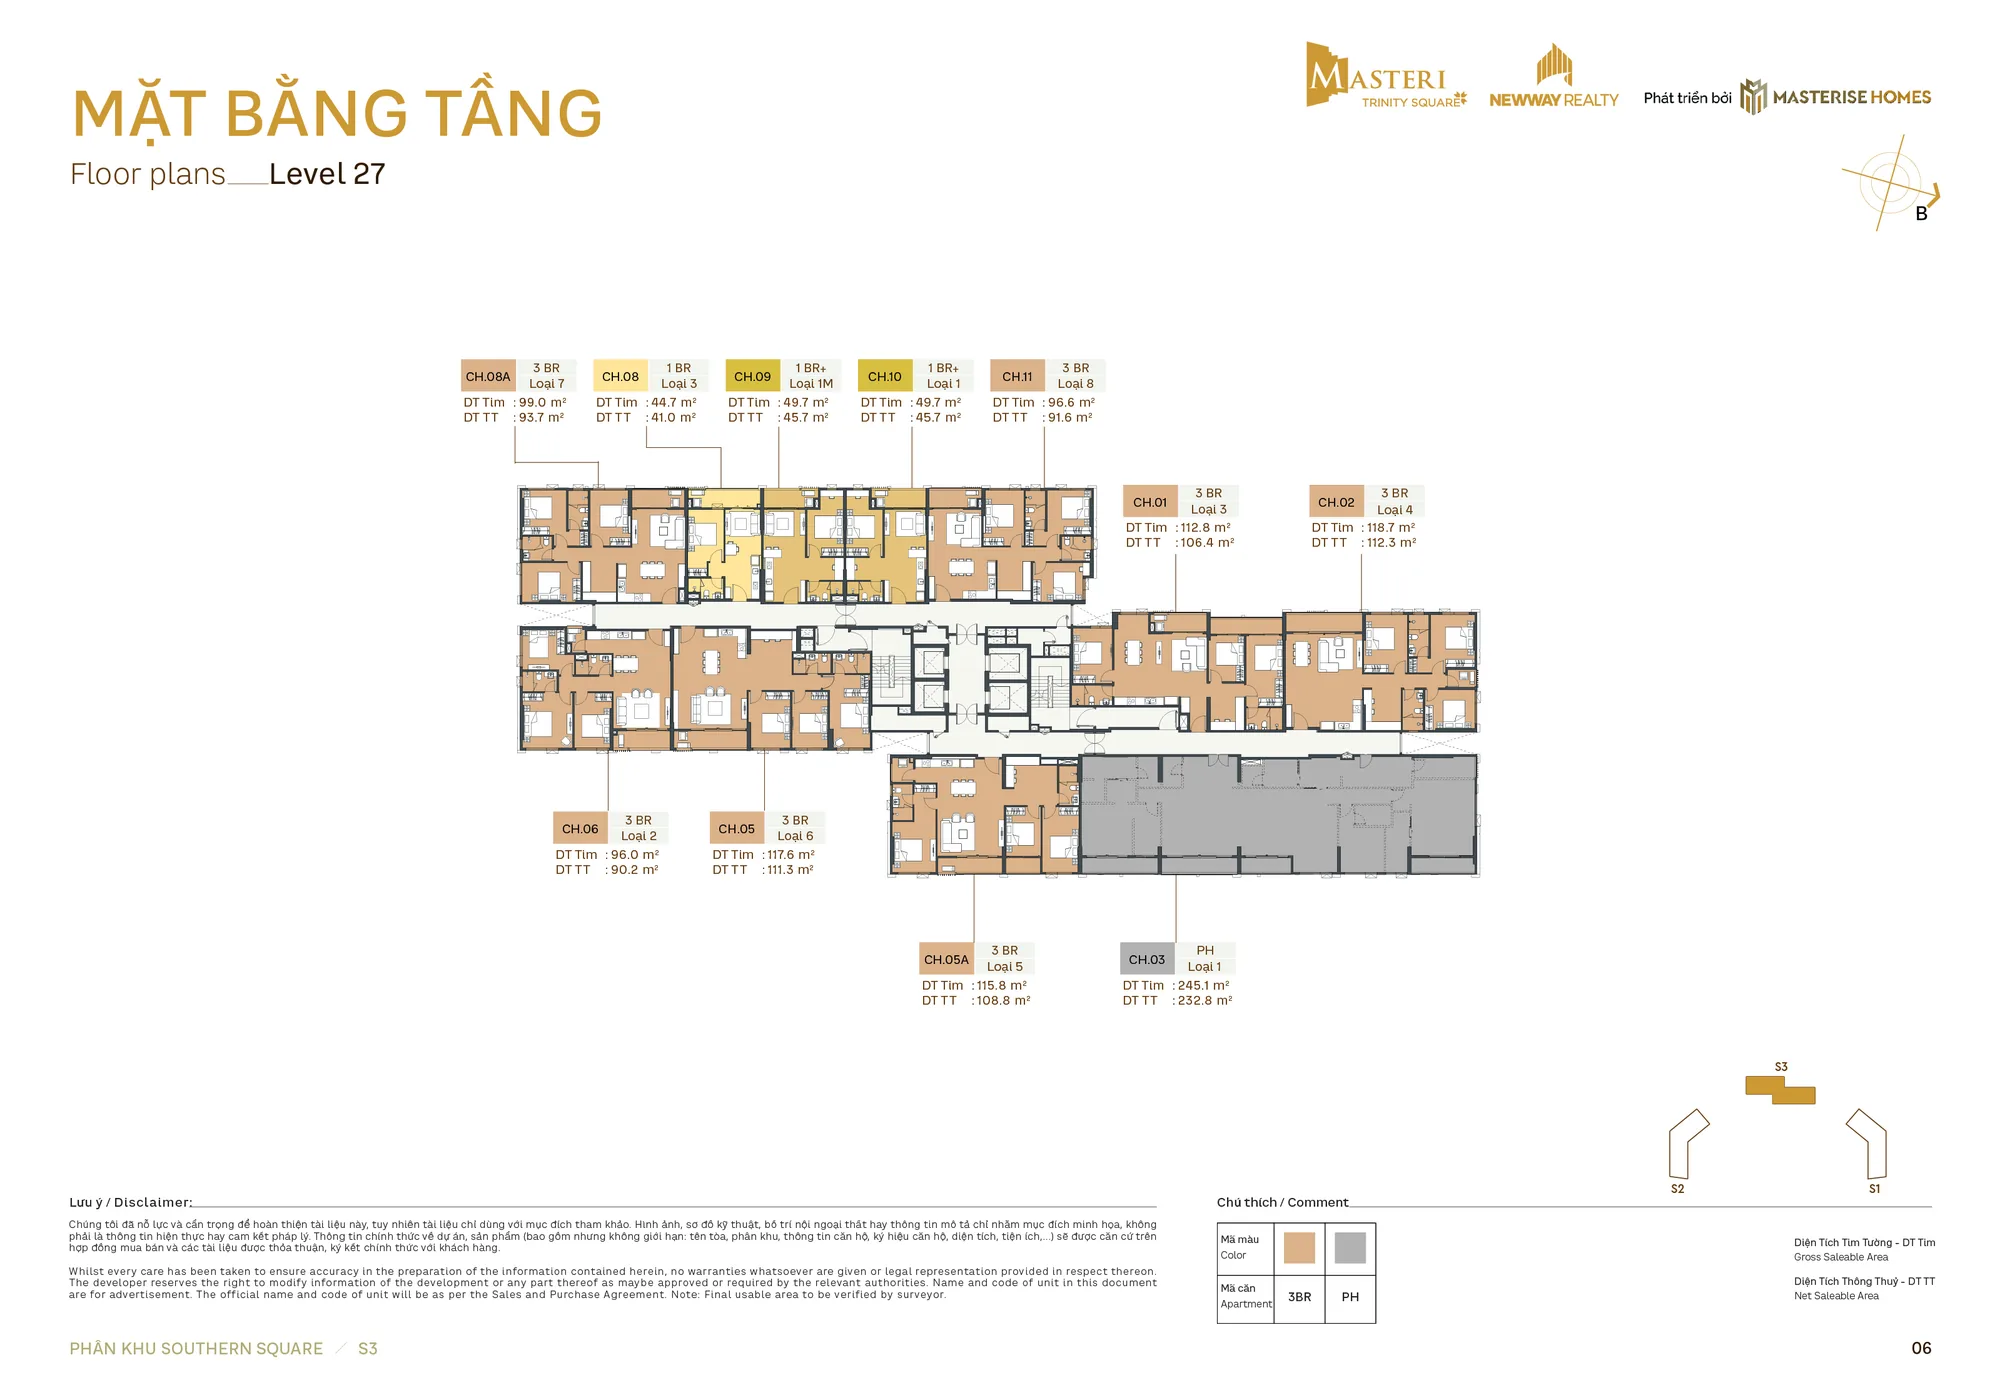 MẶT BẰNG TẦNG
Floor plans Level 27
MASTERI
TRINITY SQUARE
NEWWAY REALTY
Phát triển bởi MASTERISE HOMES
B
CH.08A 3 BR
Loại 7
DT Tim : 99.0 m²
DT TT : 93.7 m²
CH.08 1 BR
Loại 3
DT Tim : 44.7 m²
DT TT : 41.0 m²
CH.09 1 BR+
Loại 1M
DT Tim : 49.7 m²
DT TT : 45.7 m²
CH.10 1 BR+
Loại 1
DT Tim : 49.7 m²
DT TT : 45.7 m²
CH.11 3 BR
Loại 8
DT Tim : 96.6 m²
DT TT : 91.6 m²
CH.01 3 BR
Loại 3
DT Tim : 112.8 m²
DT TT : 106.4 m²
CH.02 3 BR
Loại 4
DT Tim : 118.7 m²
DT TT : 112.3 m²
CH.06 3 BR
Loại 2
DT Tim : 96.0 m²
DT TT : 90.2 m²
CH.05 3 BR
Loại 6
DT Tim : 117.6 m²
DT TT : 111.3 m²
CH.05A 3 BR
Loại 5
DT Tim : 115.8 m²
DT TT : 108.8 m²
CH.03 PH
Loại 1
DT Tim : 245.1 m²
DT TT : 232.8 m²
S3
S2
S1
Lưu ý / Disclaimer:
Chúng tôi đã nỗ lực và cẩn trọng để hoàn thiện tài liệu này, tuy nhiên tài liệu chỉ dùng với mục đích tham khảo. Hình ảnh, sơ đồ kỹ thuật, bố trí nội ngoại thất hay thông tin mô tả chỉ nhằm mục đích minh họa, không
phải là thông tin hiện thực hay cam kết pháp lý. Thông tin chính thức về dự án, sản phẩm (bao gồm nhưng không giới hạn: tên tòa, phân khu, thông tin căn hộ, ký hiệu căn hộ, diện tích, tiện ích,...) sẽ được căn cứ trên
hợp đồng mua bán và các tài liệu được thỏa thuận, ký kết chính thức với khách hàng.
Whilst every care has been taken to ensure accuracy in the preparation of the information contained herein, no warranties whatsoever are given or legal representation provided in respect thereon.
The developer reserves the right to modify information of the development or any part thereof as maybe approved or required by the relevant authorities. Name and code of unit in this document
are for advertisement. The official name and code of unit will be as per the Sales and Purchase Agreement. Note: Final usable area to be verified by surveyor.
Chú thích / Comment
Mã màu
Color
Mã căn
Apartment
3BR
PH
Diện Tích Tim Tường - DT Tim
Gross Saleable Area
Diện Tích Thông Thuỷ - DT TT
Net Saleable Area
PHÂN KHU SOUTHERN SQUARE / S3
06